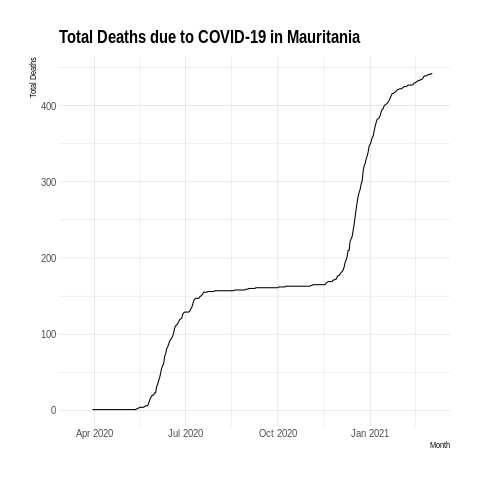 Total Deaths due to COVID-19 in Mauritania
Total Deaths
400
300
200
100
0
Apr 2020 Jul 2020 Oct 2020 Jan 2021
Month